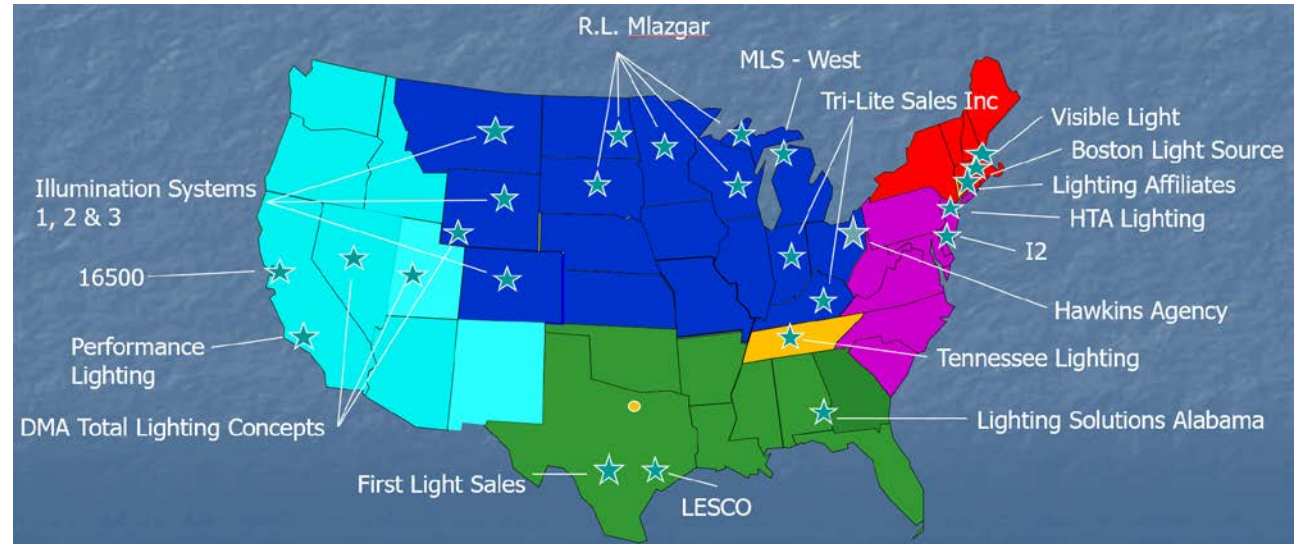 R.L. Mlazgar
MLS - West
Tri-Lite Sales Inc
Visible Light
Boston Light Source
Illumination Systems
1, 2 & 3
Lighting Affiliates
HTA Lighting
I2
16500
Hawkins Agency
Performance
Lighting
Tennessee Lighting
DMA Total Lighting Concepts
Lighting Solutions Alabama
First Light Sales
LESCO